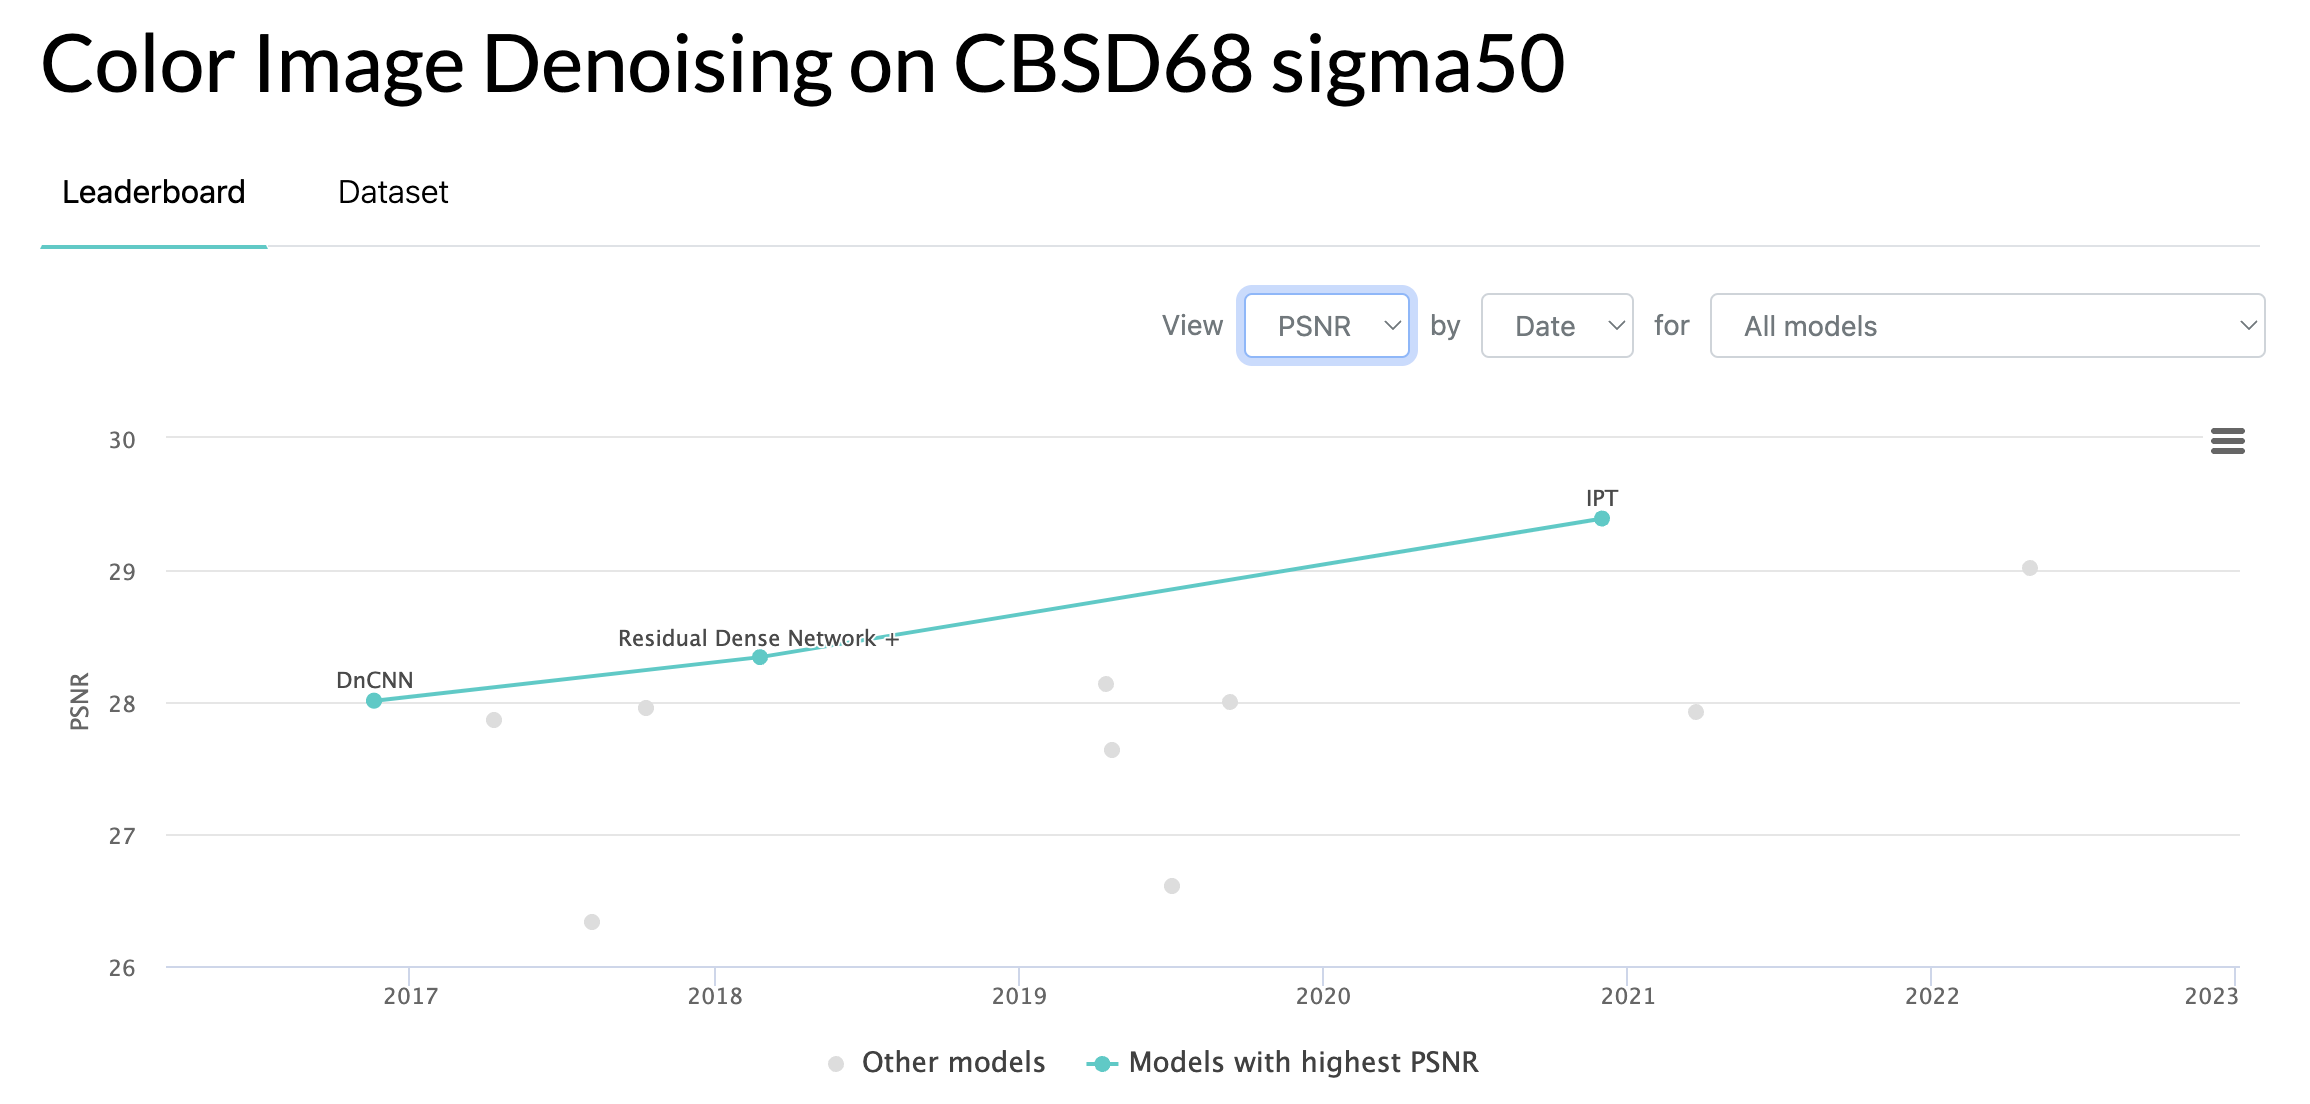 Color Image Denoising on CBSD68 sigma50
Leaderboard Dataset
View PSNR by Date for All models
30
29
28
27
26
PSNR
IPT
Residual Dense Network +
DnCNN
2017 2018 2019 2020 2021 2022 2023
Other models Models with highest PSNR